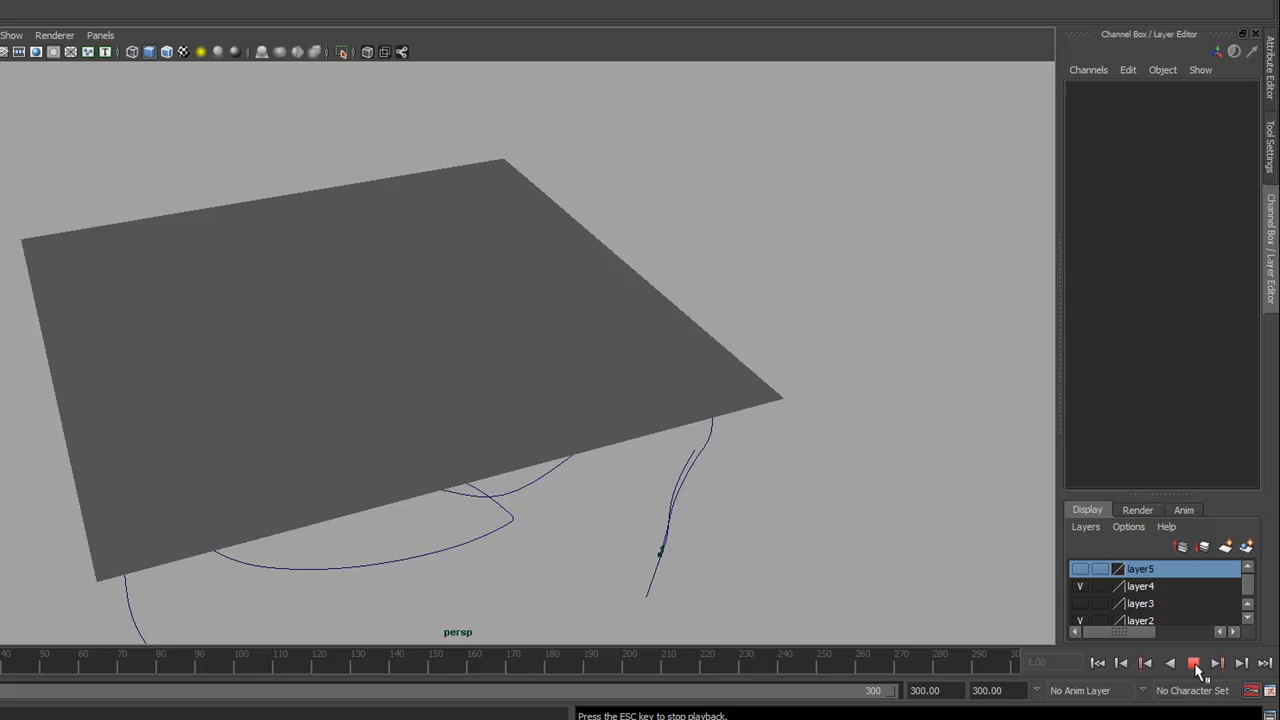 Channel Box / Layer Editor
Show Renderer Panels
Channels Edit Object Show
Attribute Editor
Tool Settings
Channel Box / Layer Editor
Display Render Anim
Layers Options Help
layer5
V layer4
layer3
V layer2
persp
40 50 60 70 80 90 100 110 120 130 140 150 160 170 180 190 200 210 220 230 240 250 260 270 280 290 30
1.00
300 300.00 300.00 No Anim Layer No Character Set
Press the ESC key to stop playback.